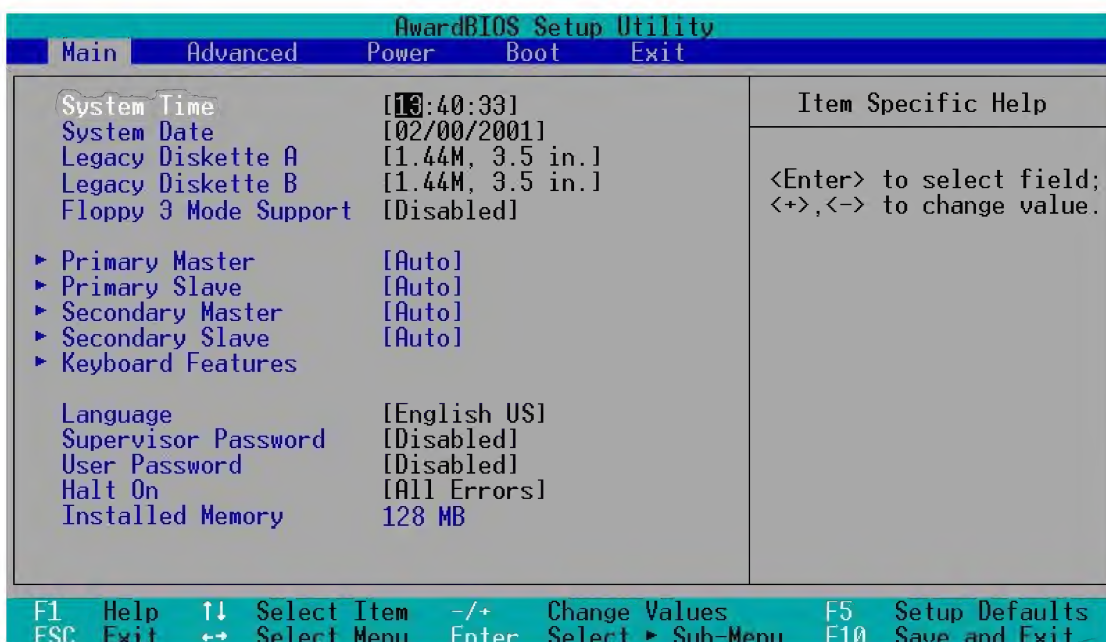 AwardBIOS Setup Utility
Main Advanced Power Boot Exit
System Time [13:40:33]
System Date [02/00/2001]
Legacy Diskette A [1.44M, 3.5 in.]
Legacy Diskette B [1.44M, 3.5 in.]
Floppy 3 Mode Support [Disabled]
▸ Primary Master [Auto]
▸ Primary Slave [Auto]
▸ Secondary Master [Auto]
▸ Secondary Slave [Auto]
▸ Keyboard Features
Language [English US]
Supervisor Password [Disabled]
User Password [Disabled]
Halt On [All Errors]
Installed Memory 128 MB
Item Specific Help
<Enter> to select field;
<+>,<-> to change value.
F1 Help ↑↓ Select Item -/+ Change Values F5 Setup Defaults
ESC Exit ←→ Select Menu Enter Select ▸ Sub-Menu F10 Save and Exit